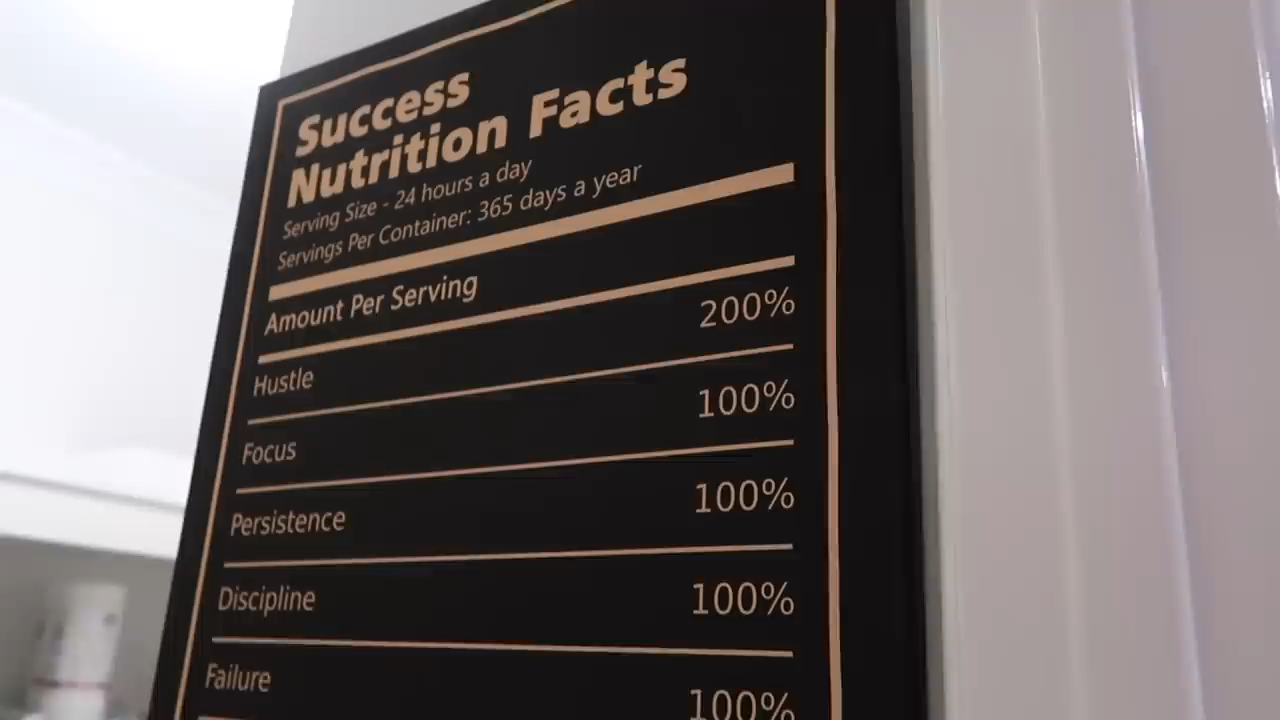 Success
Nutrition Facts
Serving Size - 24 hours a day
Servings Per Container: 365 days a year
Amount Per Serving
Hustle 200%
Focus 100%
Persistence 100%
Discipline 100%
Failure 100%